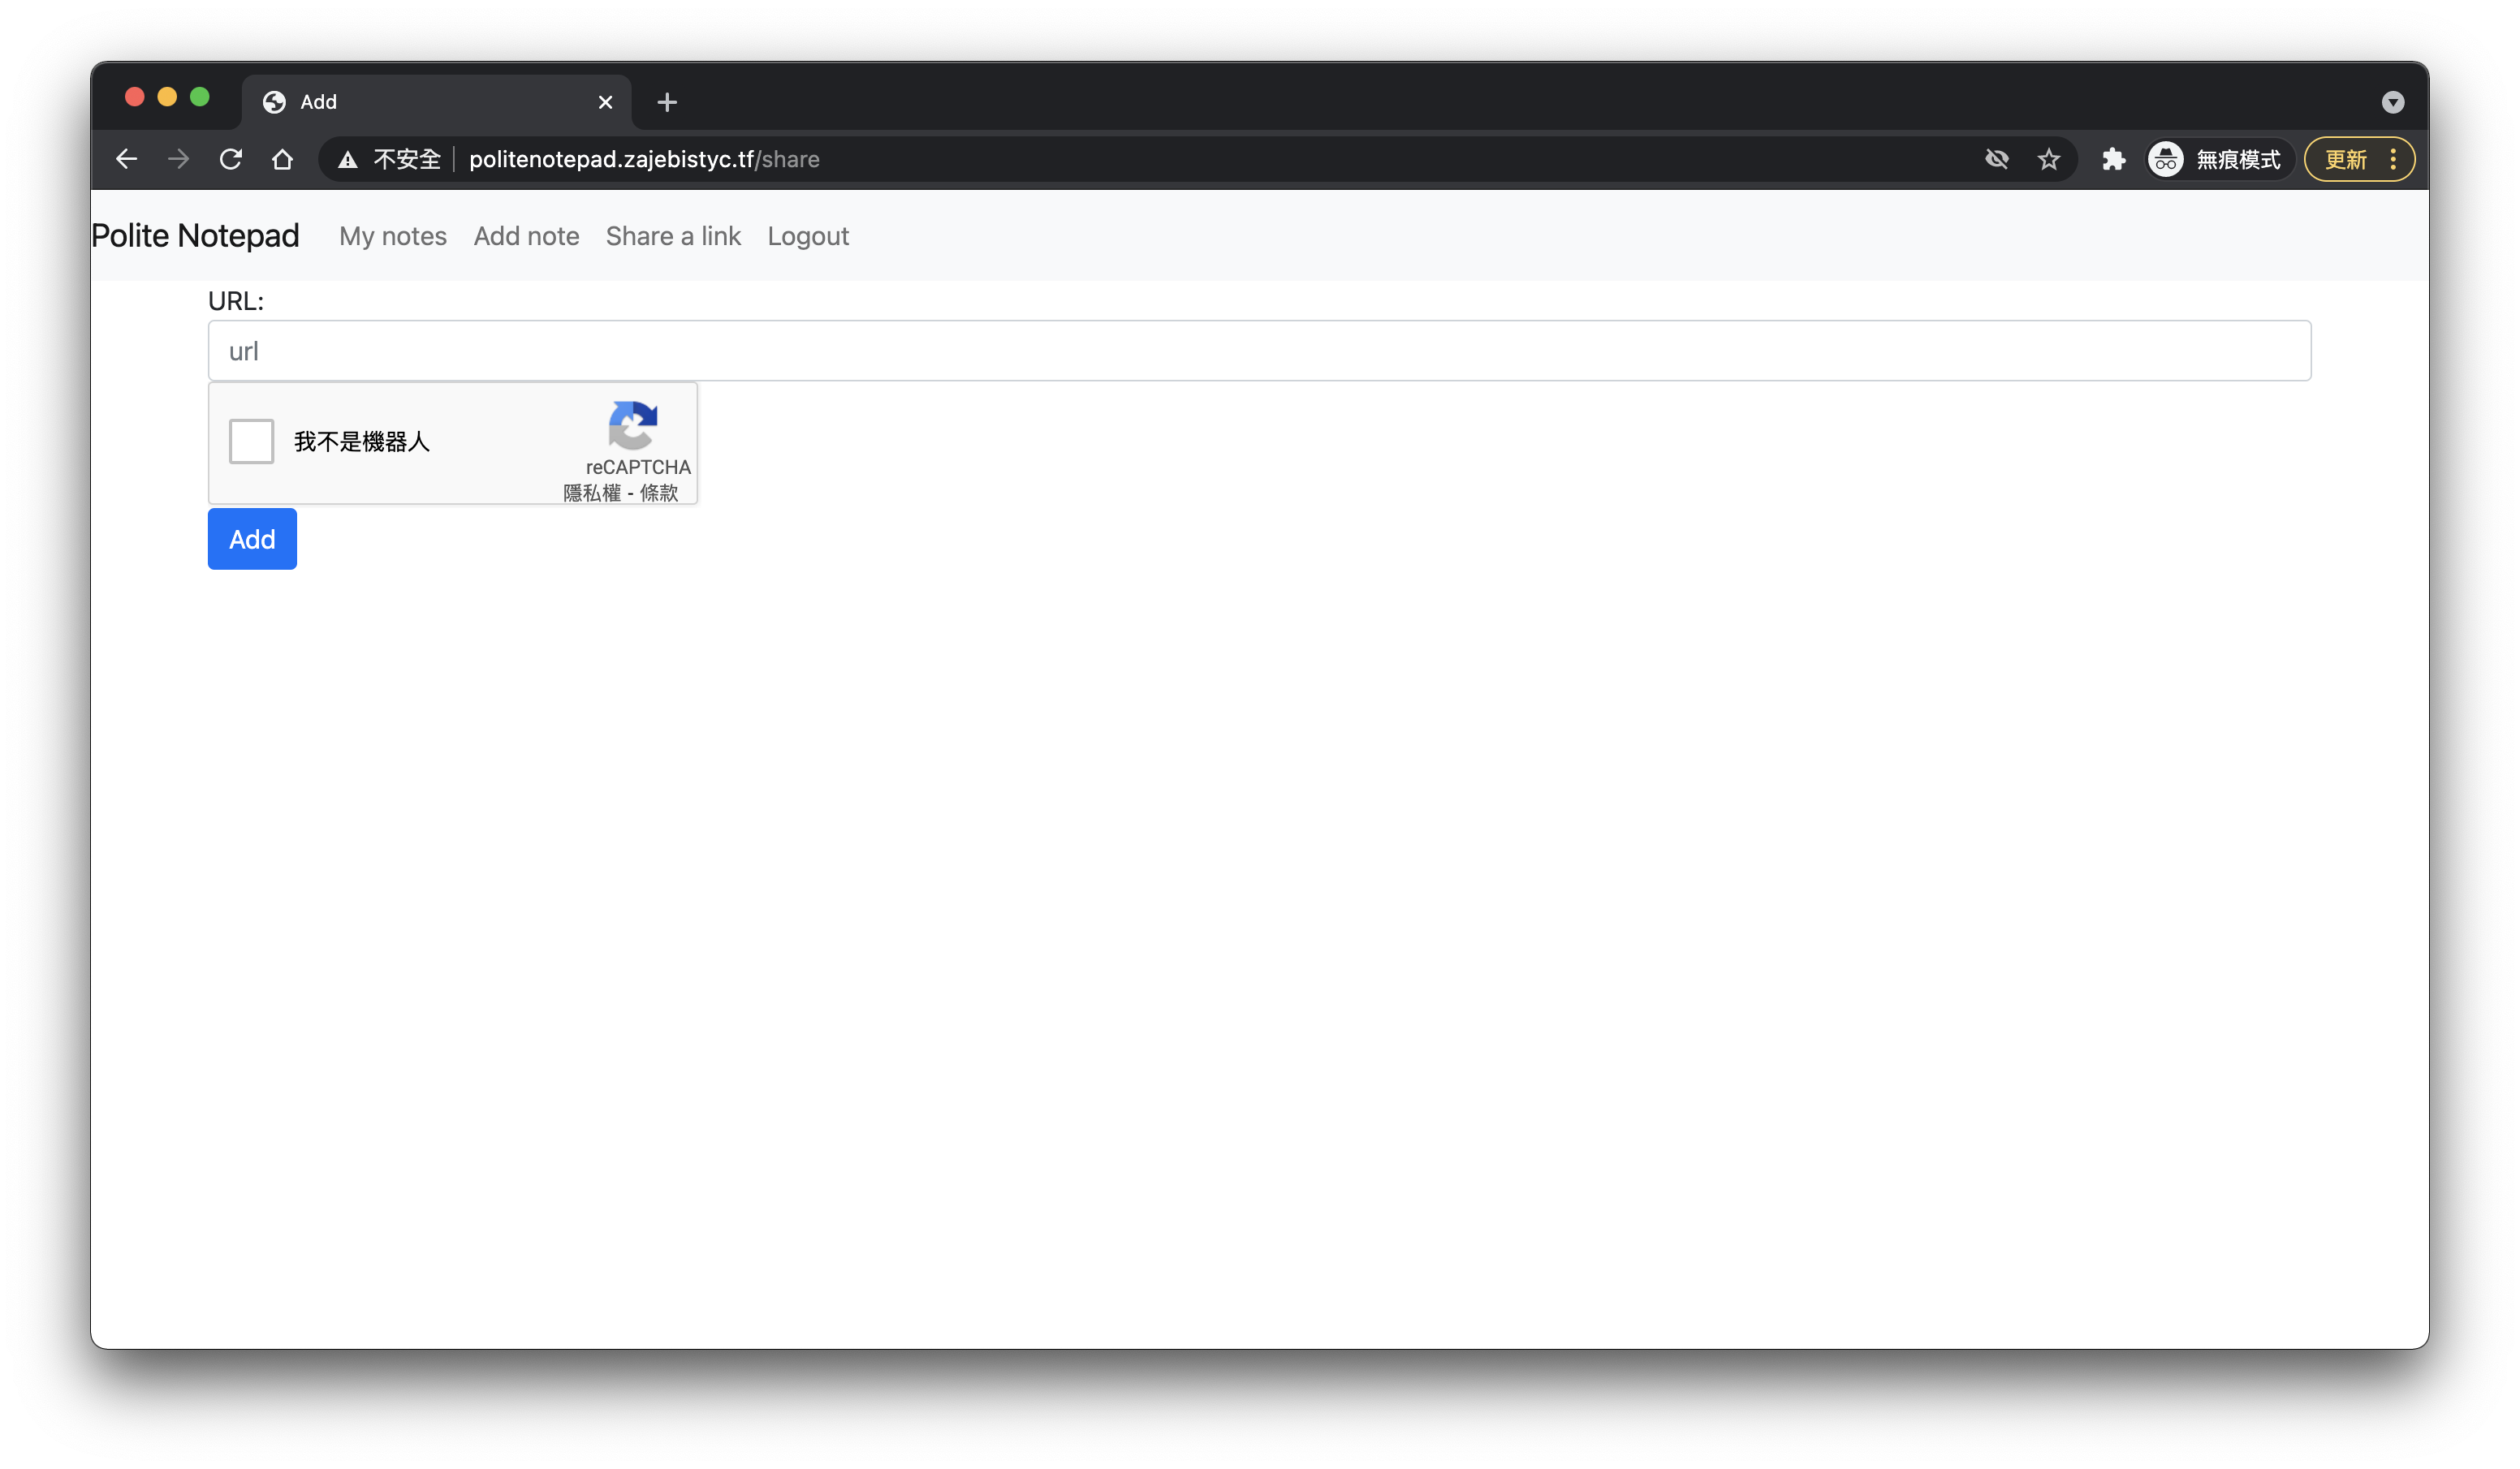 Add
不安全 politenotepad.zajebistyc.tf/share 無痕模式 更新
Polite Notepad My notes Add note Share a link Logout
URL:
url
我不是機器人
reCAPTCHA
隱私權 - 條款
Add